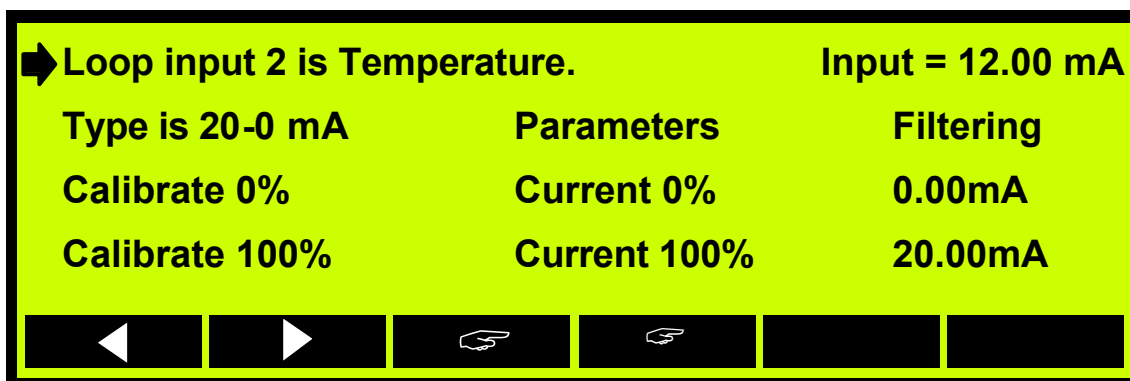 Loop input 2 is Temperature. Input = 12.00 mA
Type is 20-0 mA Parameters Filtering
Calibrate 0% Current 0% 0.00mA
Calibrate 100% Current 100% 20.00mA